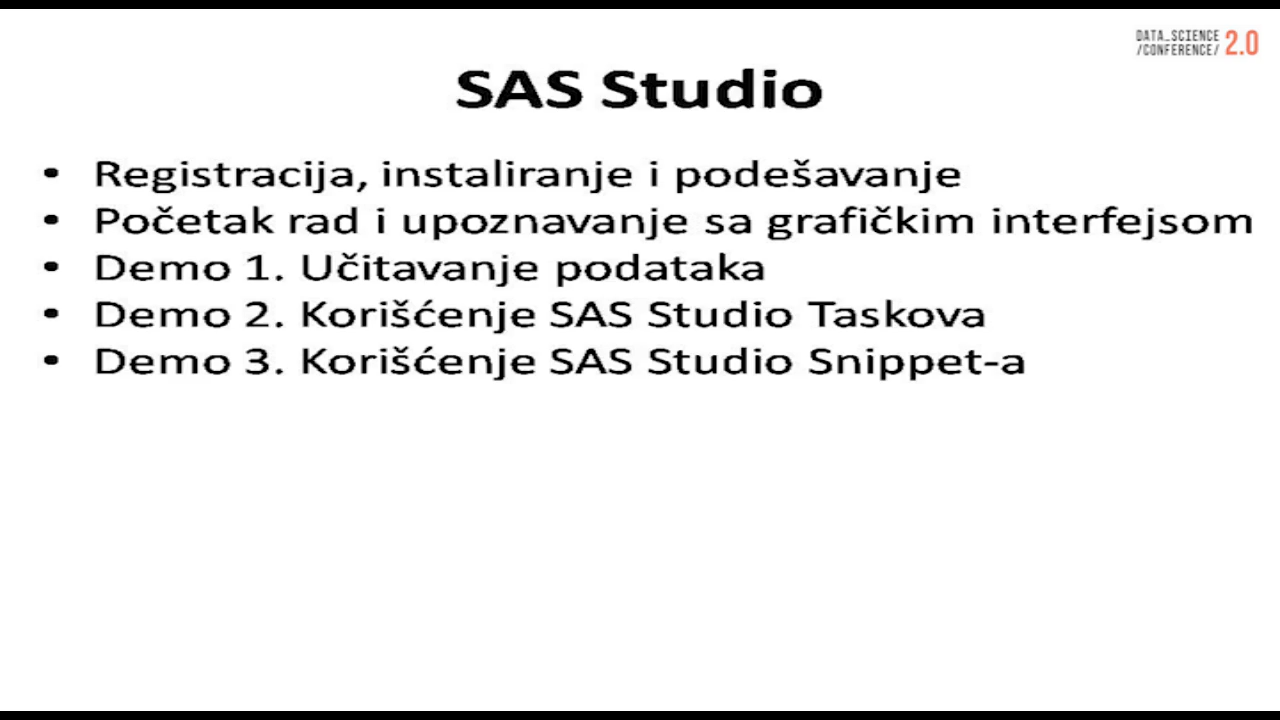 DATA_SCIENCE
/CONFERENCE/ 2.0
SAS Studio
• Registracija, instaliranje i podešavanje
• Početak rad i upoznavanje sa grafičkim interfejsom
• Demo 1. Učitavanje podataka
• Demo 2. Korišćenje SAS Studio Taskova
• Demo 3. Korišćenje SAS Studio Snippet-a